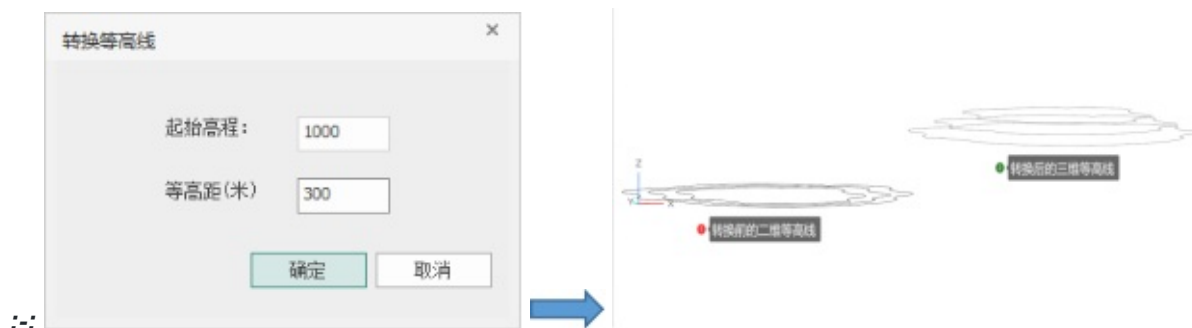 转换等高线
起始高程：
1000
等高距(米)
300
确定
取消
Z
Y
X
转换前的二维等高线
转换后的三维等高线
:-: